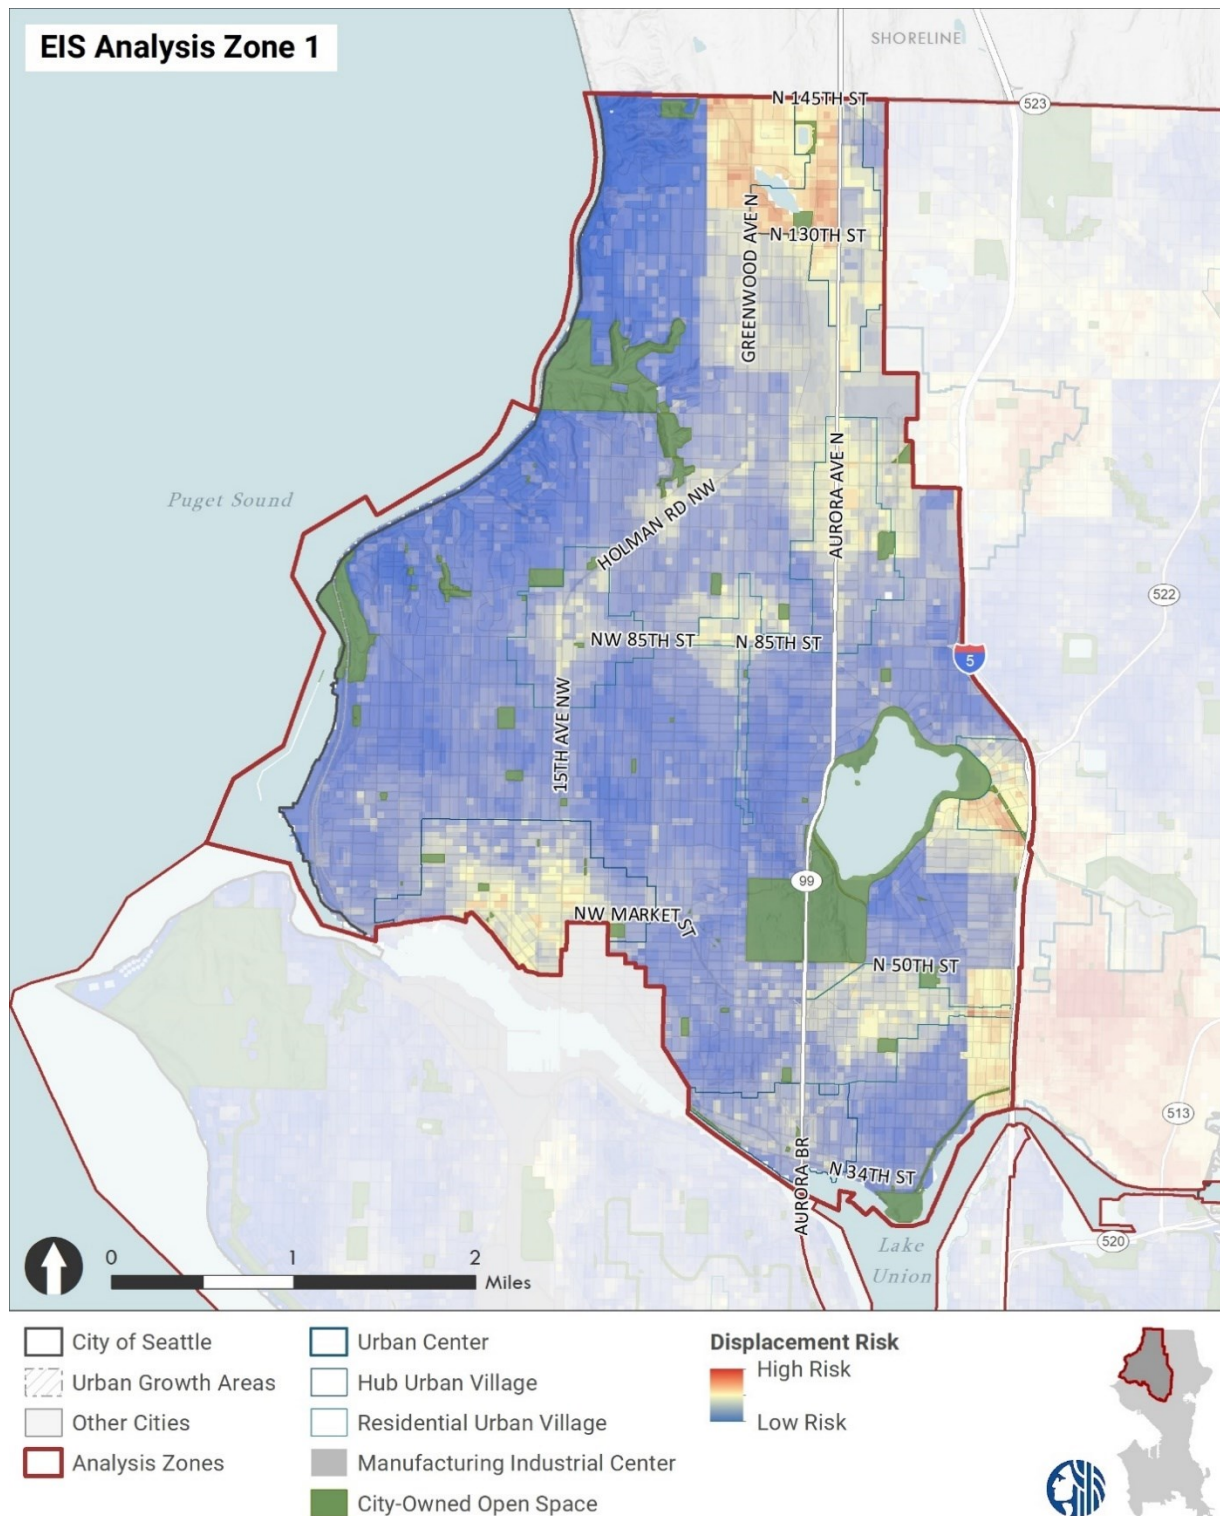 EIS Analysis Zone 1
SHORELINE
N 145TH ST
523
GREENWOOD AVE N
N 130TH ST
Puget Sound
HOLMAN RD NW
AURORA AVE N
522
NW 85TH ST
N 85TH ST
5
15TH AVE NW
99
NW MARKET ST
N 50TH ST
513
AURORA BR
N 34TH ST
520
Lake
Union
0 1 2
Miles
City of Seattle
Urban Growth Areas
Other Cities
Analysis Zones
Urban Center
Hub Urban Village
Residential Urban Village
Manufacturing Industrial Center
City-Owned Open Space
Displacement Risk
High Risk
Low Risk